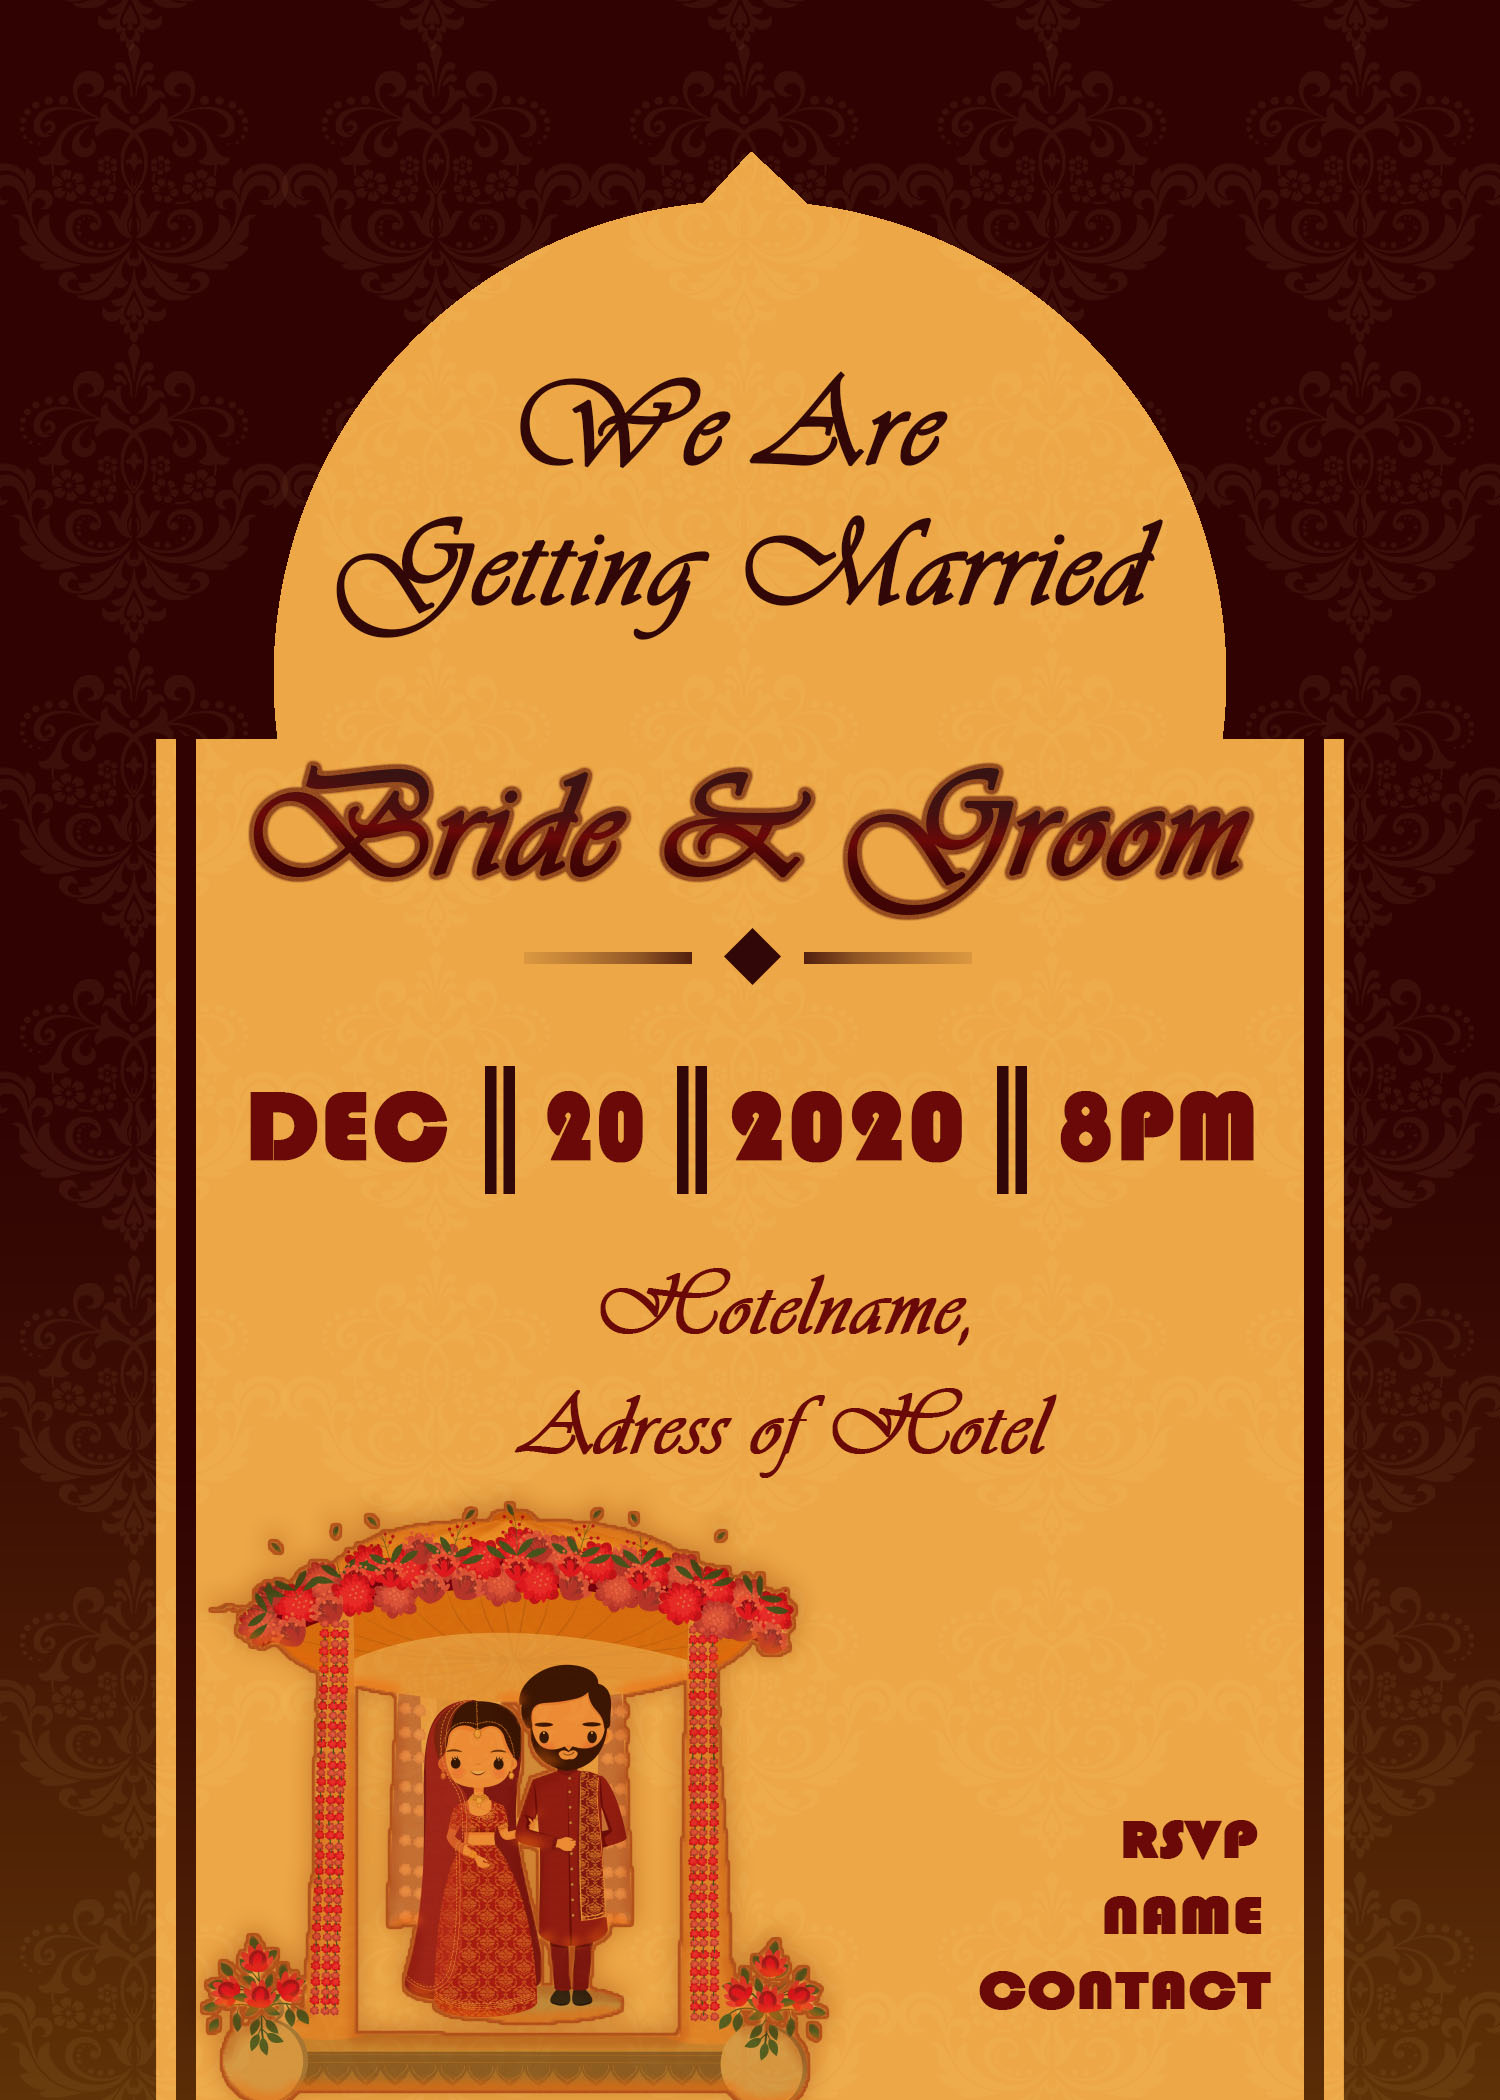 We Are
Getting Married
Bride & Groom
DEC || 20 || 2020 || 8PM
Hotelname,
Adress of Hotel
RSVP
NAME
CONTACT